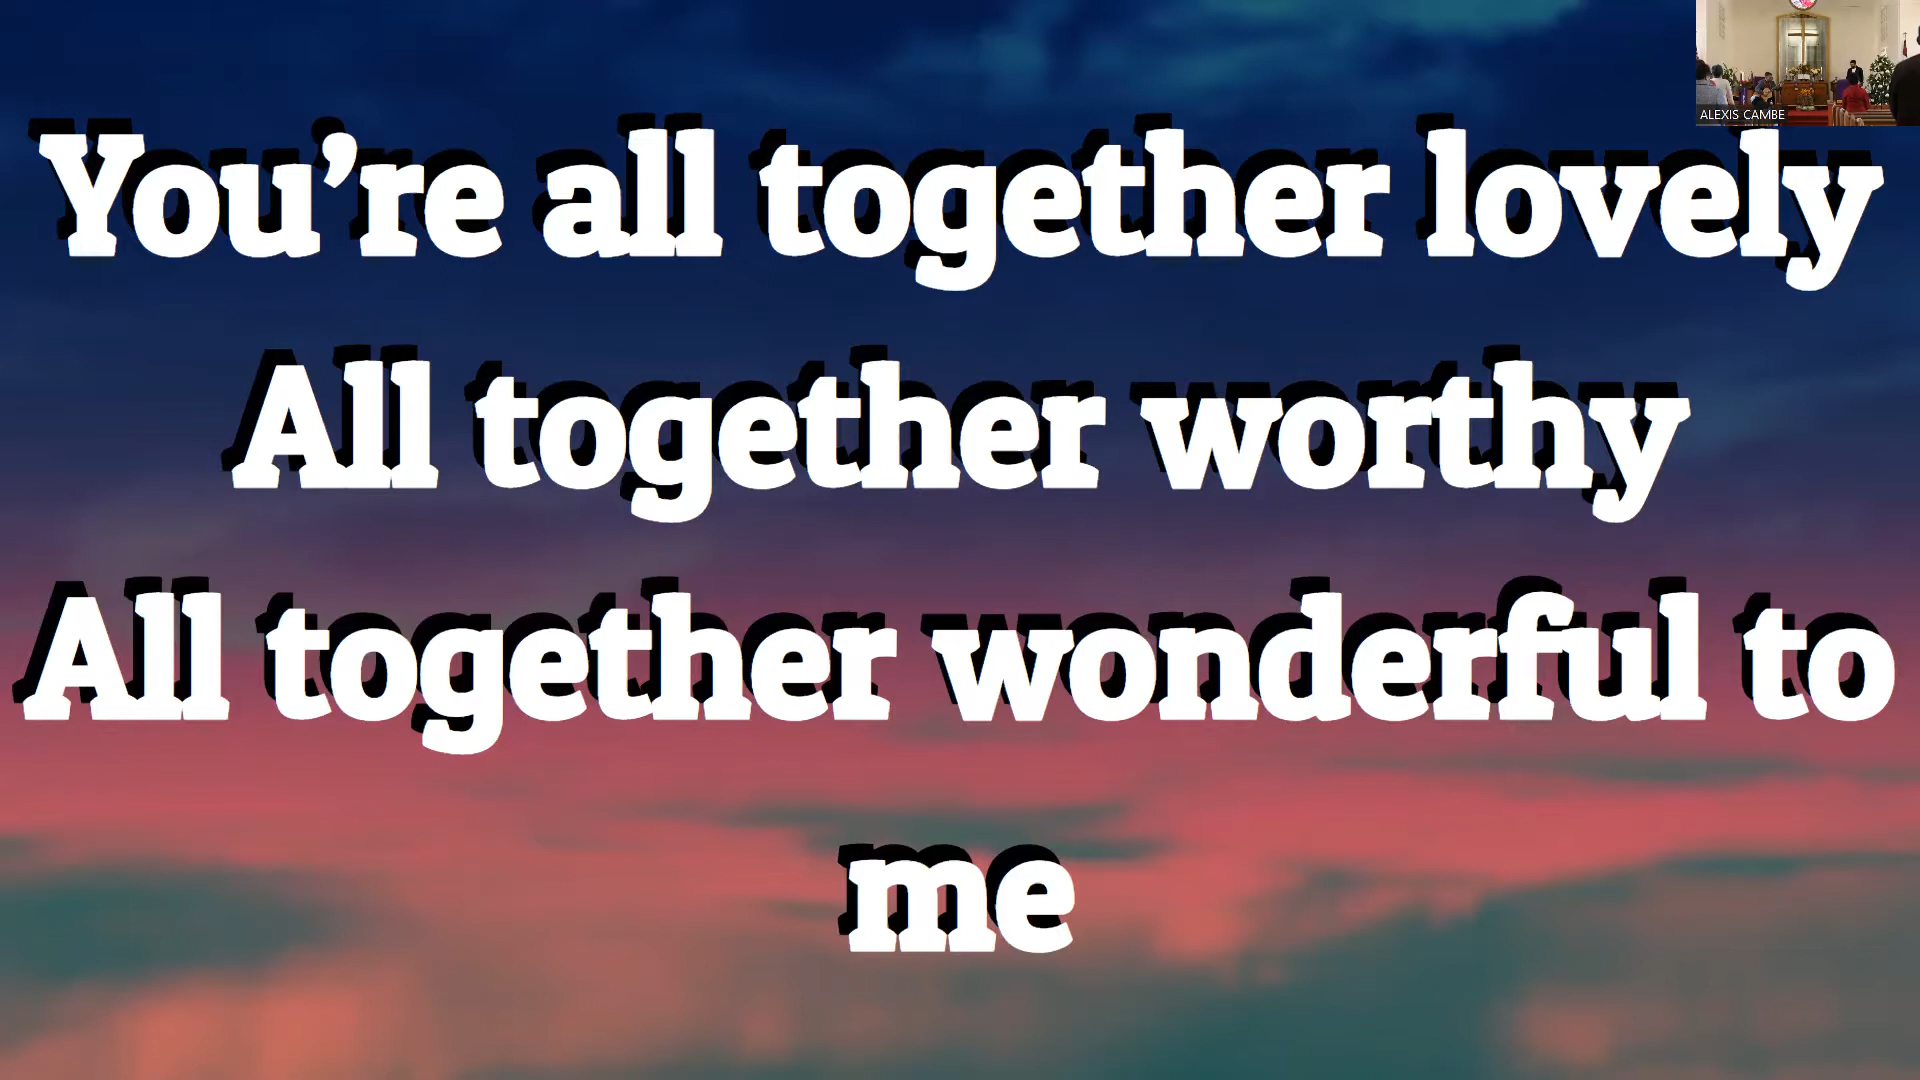 ALEXIS CAMBE
You're all together lovely
All together worthy
All together wonderful to
me